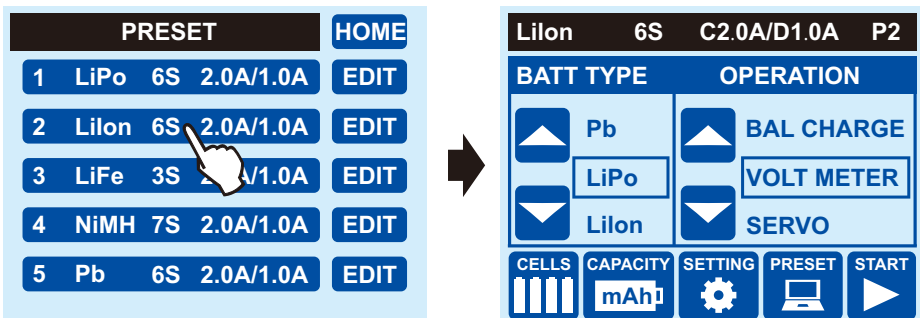 PRESET HOME
1 LiPo 6S 2.0A/1.0A EDIT
2 LiIon 6S 2.0A/1.0A EDIT
3 LiFe 3S /1.0A EDIT
4 NiMH 7S 2.0A/1.0A EDIT
5 Pb 6S 2.0A/1.0A EDIT
LiIon 6S C2.0A/D1.0A P2
BATT TYPE OPERATION
Pb BAL CHARGE
LiPo VOLT METER
LiIon SERVO
CELLS CAPACITY SETTING PRESET START
mAh